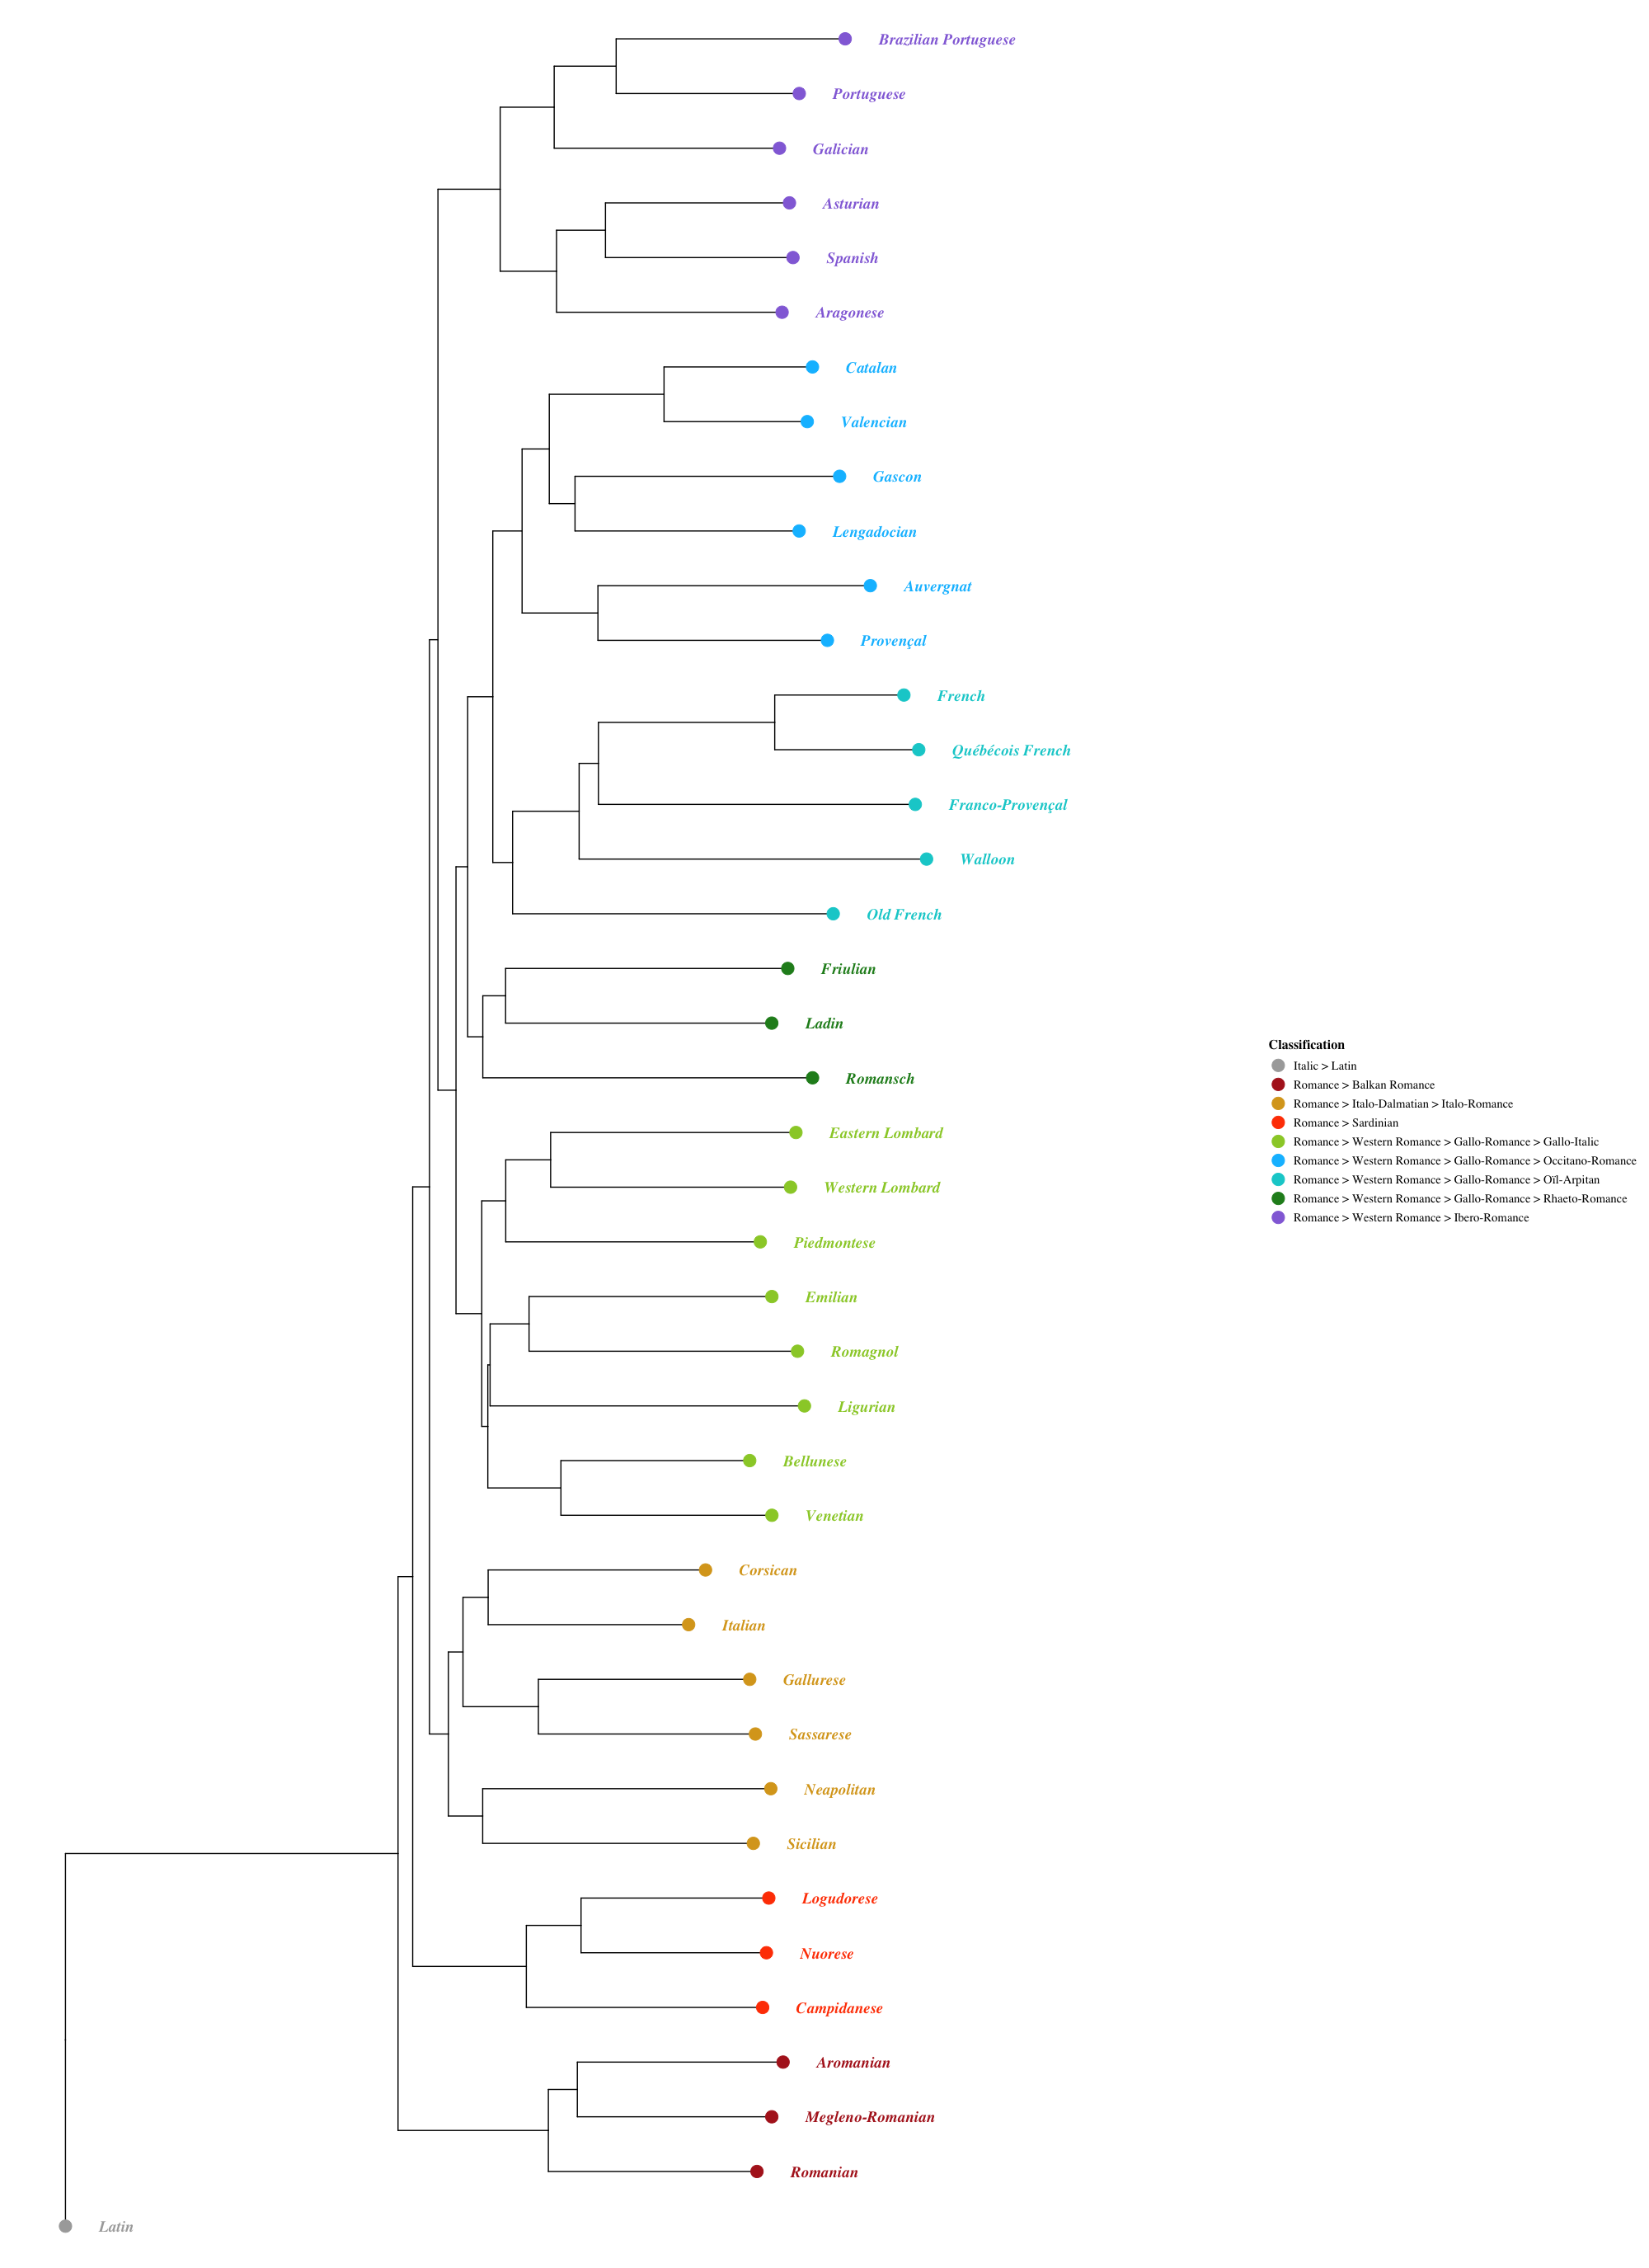 Brazilian Portuguese
Portuguese
Galician
Asturian
Spanish
Aragonese
Catalan
Valencian
Gascon
Lengadocian
Auvergnat
Provençal
French
Québécois French
Franco-Provençal
Walloon
Old French
Friulian
Ladin
Romansch
Eastern Lombard
Western Lombard
Piedmontese
Emilian
Romagnol
Ligurian
Bellunese
Venetian
Corsican
Italian
Gallurese
Sassarese
Neapolitan
Sicilian
Logudorese
Nuorese
Campidanese
Aromanian
Megleno-Romanian
Romanian
Latin
Classification
Italic > Latin
Romance > Balkan Romance
Romance > Italo-Dalmatian > Italo-Romance
Romance > Sardinian
Romance > Western Romance > Gallo-Romance > Gallo-Italic
Romance > Western Romance > Gallo-Romance > Occitano-Romance
Romance > Western Romance > Gallo-Romance > Oïl-Arpitan
Romance > Western Romance > Gallo-Romance > Rhaeto-Romance
Romance > Western Romance > Ibero-Romance